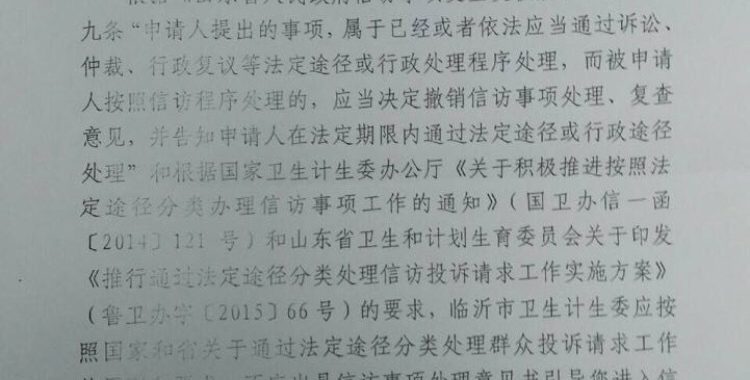 九条“申请人提出的事项，属于已经或者依法应当通过诉讼、
仲裁、行政复议等法定途径或行政处理程序处理，而被申请
人按照信访程序处理的，应当决定撤销信访事项处理、复查
意见，并告知申请人在法定期限内通过法定途径或行政途径
处理”和根据国家卫生计生委办公厅《关于积极推进按照法
定途径分类办理信访事项工作的通知》（国卫办信一函
〔2014〕121 号）和山东省卫生和计划生育委员会关于印发
《推行通过法定途径分类处理信访投诉请求工作实施方案》
（鲁卫办字〔2015〕66 号）的要求，临沂市卫生计生委应按
照国家和省关于通过法定途径分类处理群众投诉请求工作